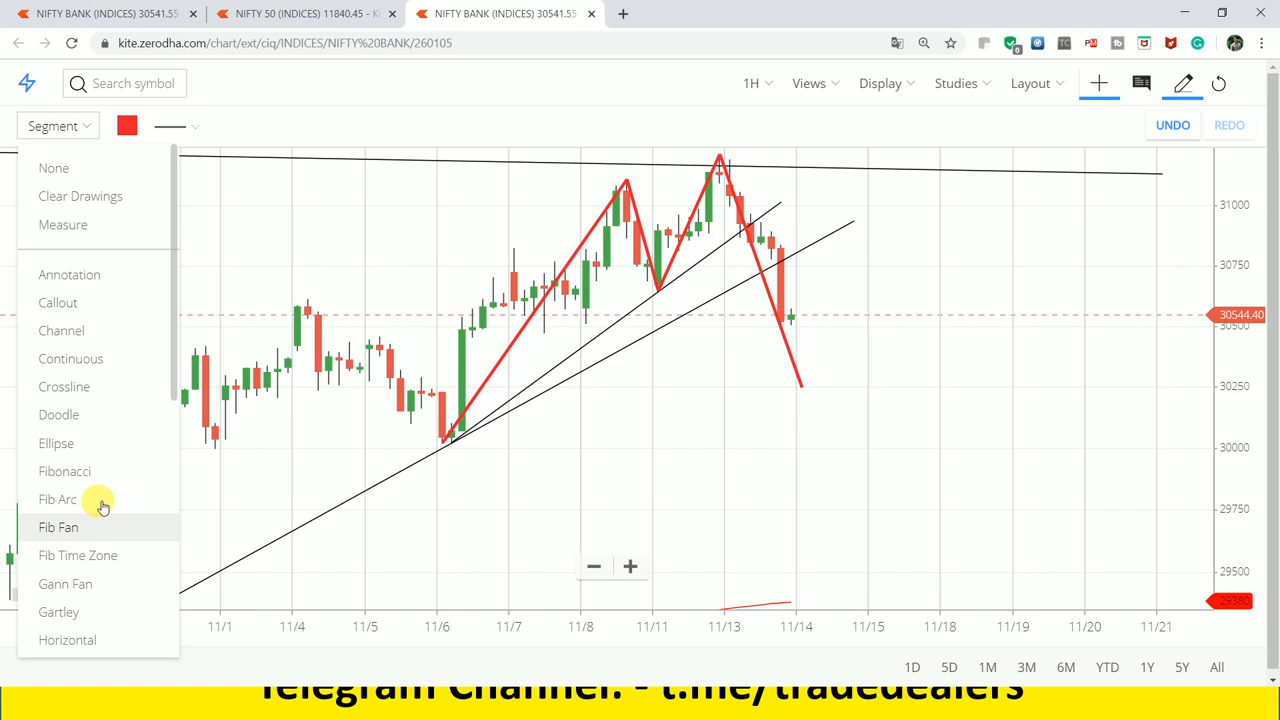 NIFTY BANK (INDICES) 30541.55
NIFTY 50 (INDICES) 11840.45 - Ki
NIFTY BANK (INDICES) 30541.55
kite.zerodha.com/chart/ext/ciq/INDICES/NIFTY%20BANK/260105
Search symbol
1H
Views
Display
Studies
Layout
Segment
UNDO
REDO
None
Clear Drawings
Measure
Annotation
Callout
Channel
Continuous
Crossline
Doodle
Ellipse
Fibonacci
Fib Arc
Fib Fan
Fib Time Zone
Gann Fan
Gartley
Horizontal
31000
30750
30544.40
30500
30250
30000
29750
29500
29380
11/1 11/4 11/5 11/6 11/7 11/8 11/11 11/13 11/14 11/15 11/18 11/19 11/20 11/21
1D 5D 1M 3M 6M YTD 1Y 5Y All
Telegram Channel: - t.me/tradedealers